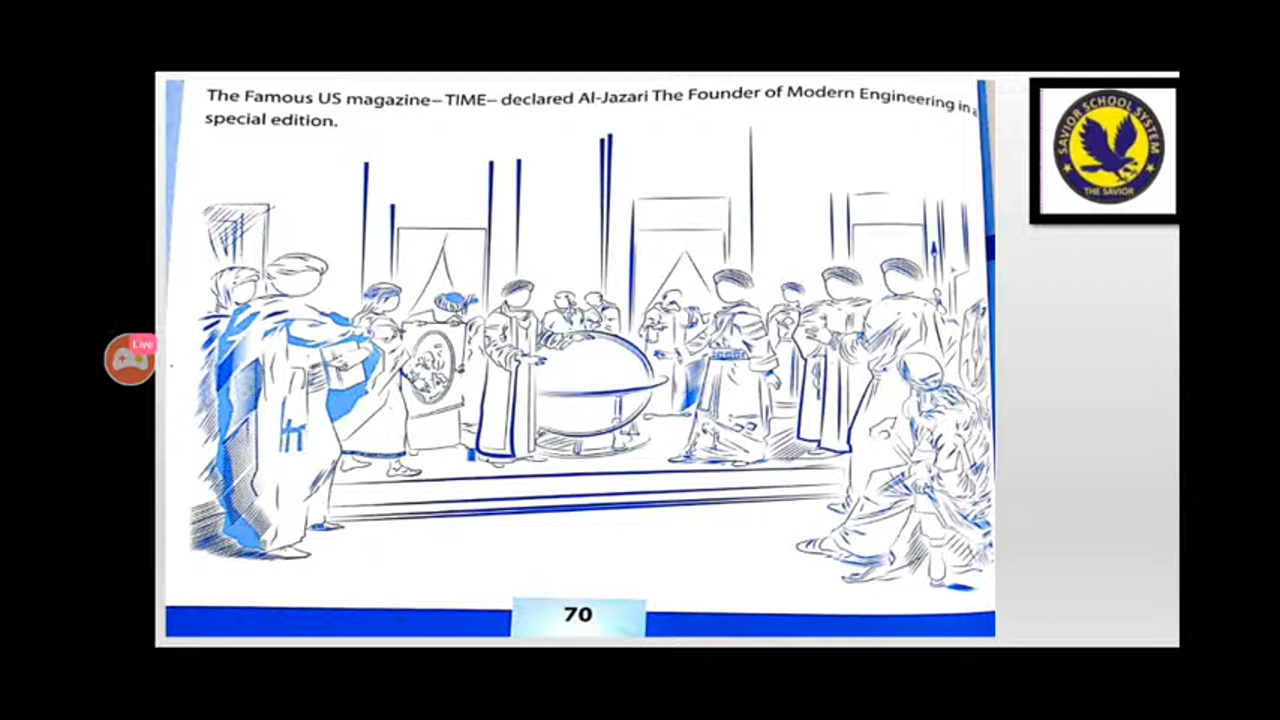 The Famous US magazine– TIME– declared Al-Jazari The Founder of Modern Engineering in a
special edition.
SAVIOR SCHOOL SYSTEM
THE SAVIOR
Live
70